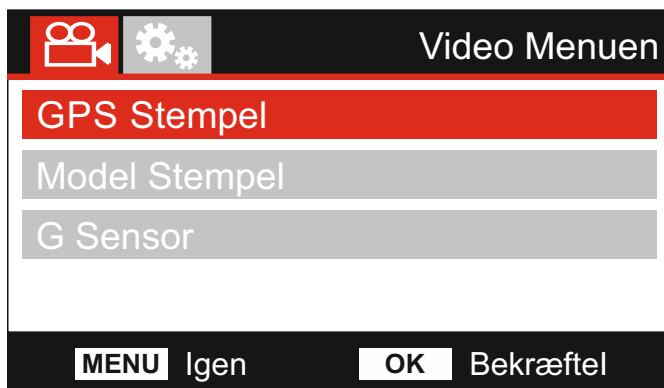 Video Menuen
GPS Stempel
Model Stempel
G Sensor
MENU Igen OK Bekræftel